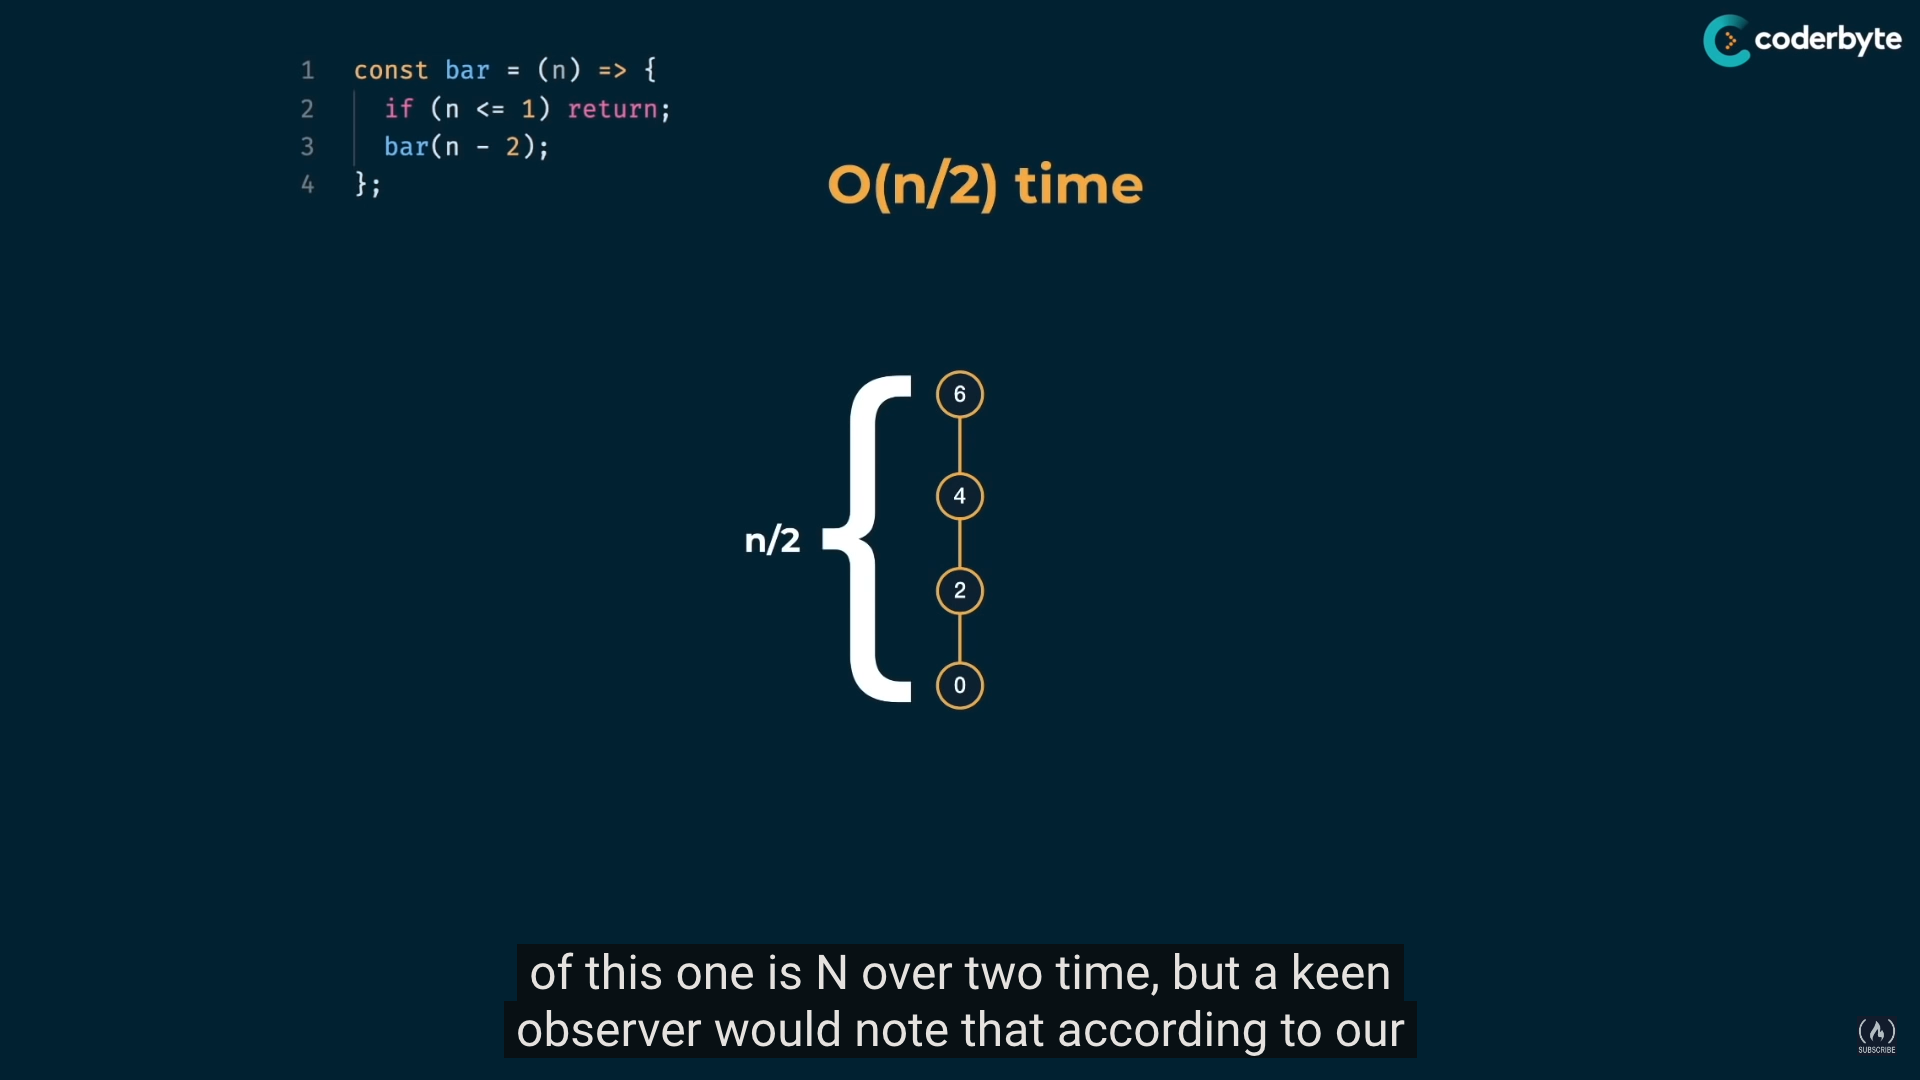 coderbyte
1 const bar = (n) => {
2 if (n <= 1) return;
3 bar(n - 2);
4 };
O(n/2) time
6
4
n/2
2
0
of this one is N over two time, but a keen
observer would note that according to our
SUBSCRIBE